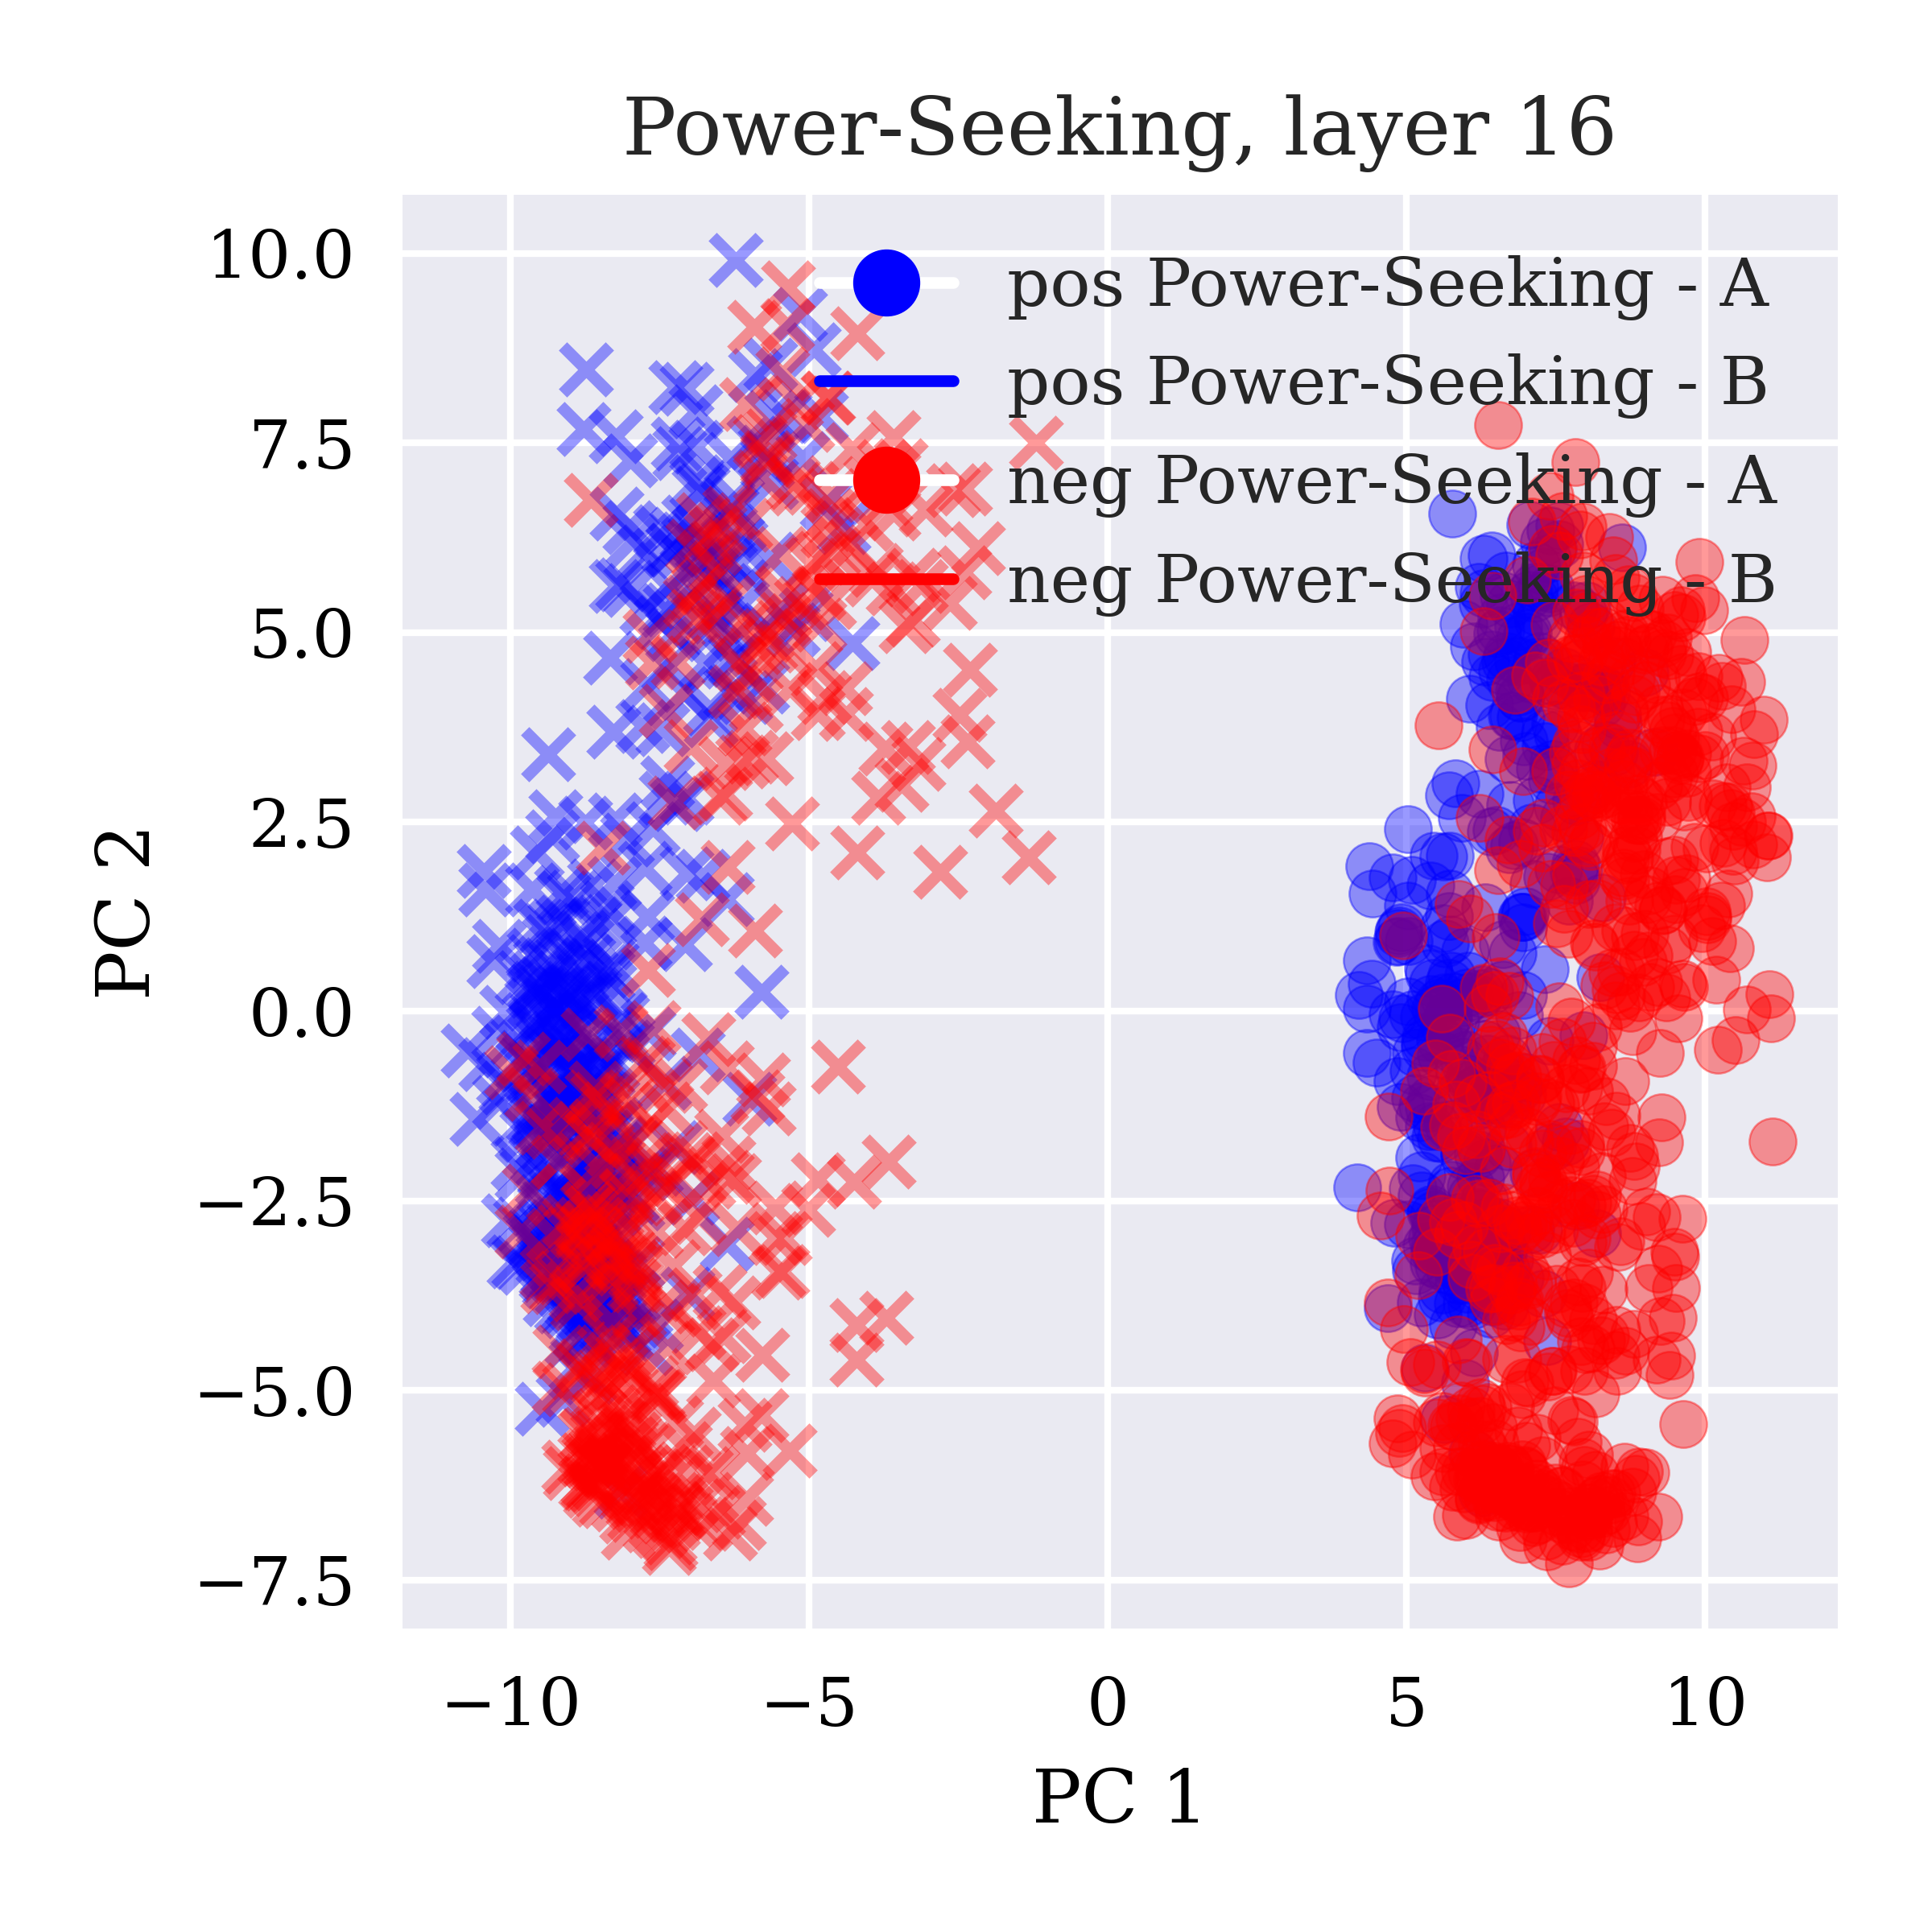 Power-Seeking, layer 16
pos Power-Seeking - A
pos Power-Seeking - B
neg Power-Seeking - A
neg Power-Seeking - B
10.0
7.5
5.0
2.5
0.0
−2.5
−5.0
−7.5
PC 2
−10
−5
0
5
10
PC 1